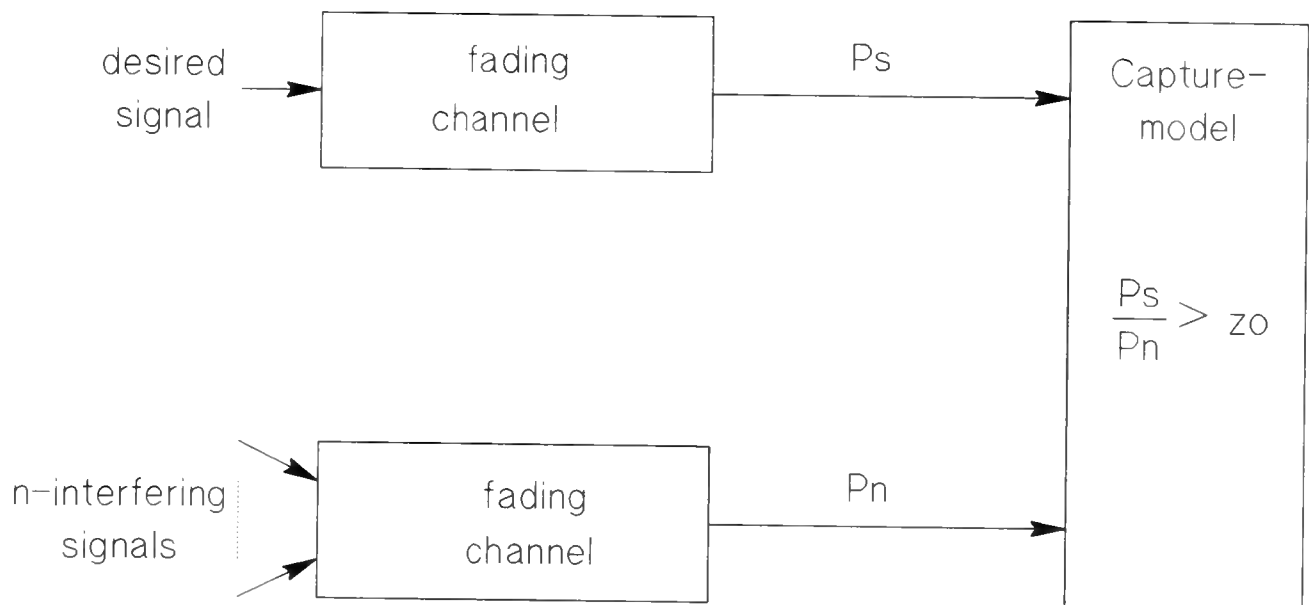 desired
signal
fading
channel
Ps
Capture-
model
Ps
Pn
> zo
n-interfering
signals
fading
channel
Pn